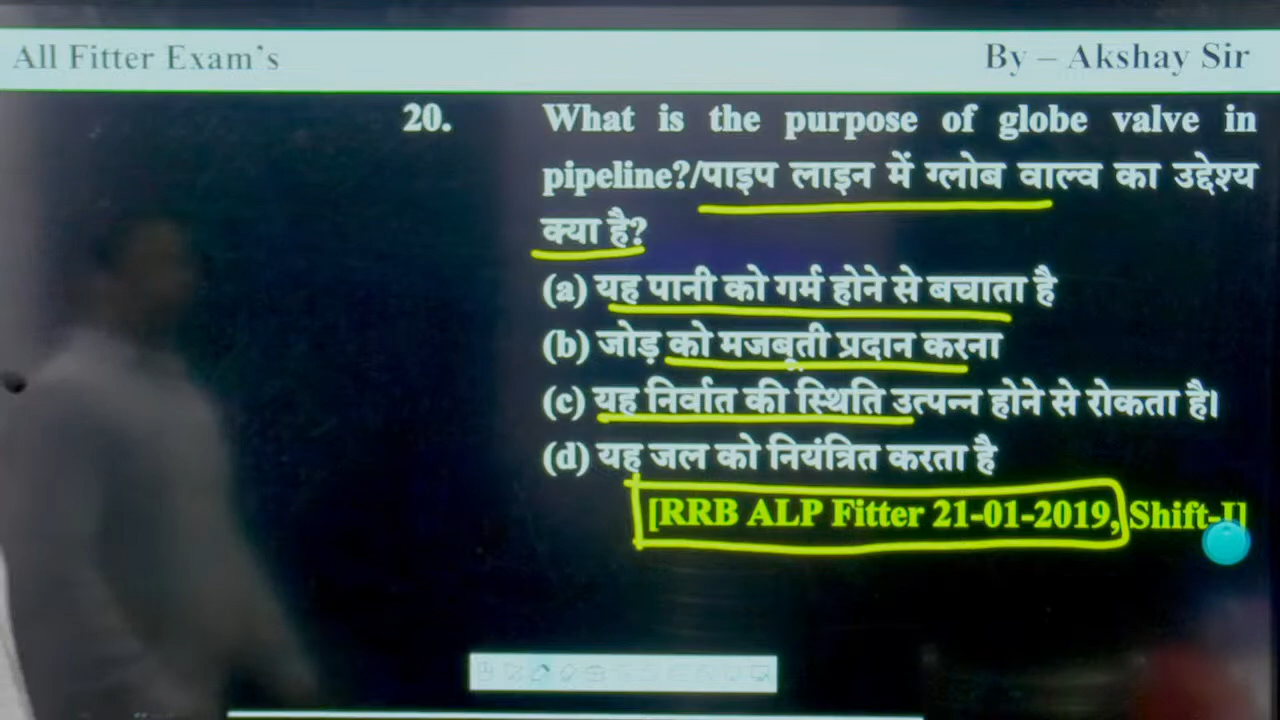 All Fitter Exam's By – Akshay Sir
20. What is the purpose of globe valve in
pipeline?/पाइप लाइन में ग्लोब वाल्व का उद्देश्य
क्या है?
(a) यह पानी को गर्म होने से बचाता है
(b) जोड़ को मजबूती प्रदान करना
(c) यह निर्वात की स्थिति उत्पन्न होने से रोकता है।
(d) यह जल को नियंत्रित करता है
[RRB ALP Fitter 21-01-2019, Shift-I]